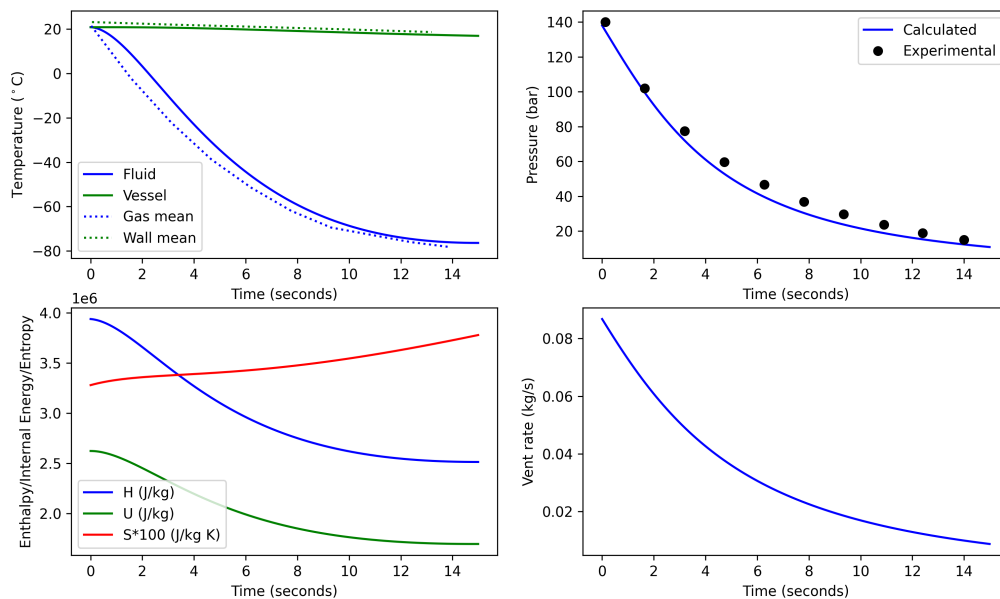 20
0
−20
−40
−60
−80
Temperature (°C)
Fluid
Vessel
Gas mean
Wall mean
0 2 4 6 8 10 12 14
Time (seconds)
140
120
100
80
60
40
20
Pressure (bar)
Calculated
Experimental
0 2 4 6 8 10 12 14
Time (seconds)
1e6
4.0
3.5
3.0
2.5
2.0
Enthalpy/Internal Energy/Entropy
H (J/kg)
U (J/kg)
S*100 (J/kg K)
0 2 4 6 8 10 12 14
Time (seconds)
0.08
0.06
0.04
0.02
Vent rate (kg/s)
0 2 4 6 8 10 12 14
Time (seconds)